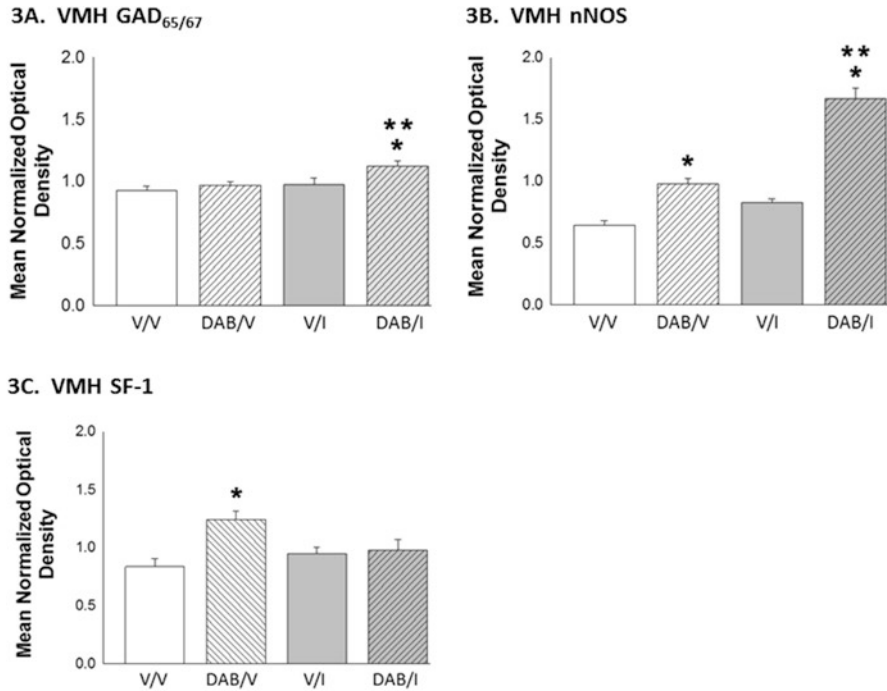 3A. VMH GAD65/67
Mean Normalized Optical
Density
2.0
1.5
1.0
0.5
0.0
**
*
V/V DAB/V V/I DAB/I
3B. VMH nNOS
Mean Normalized Optical
Density
2.0
1.5
1.0
0.5
0.0
*
**
*
V/V DAB/V V/I DAB/I
3C. VMH SF-1
Mean Normalized Optical
Density
2.0
1.5
1.0
0.5
0.0
*
V/V DAB/V V/I DAB/I